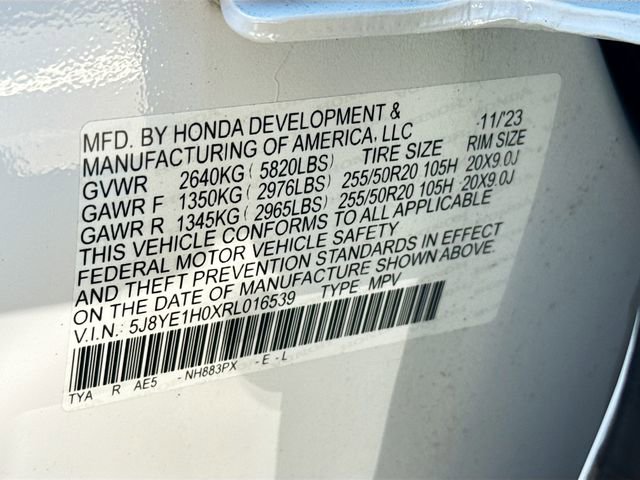 MFD. BY HONDA DEVELOPMENT & -11/'23
MANUFACTURING OF AMERICA, LLC TIRE SIZE RIM SIZE
GVWR 2640KG ( 5820LBS)
GAWR F 1350KG ( 2976LBS) 255/50R20 105H 20X9.0J
GAWR R 1345KG ( 2965LBS) 255/50R20 105H 20X9.0J
THIS VEHICLE CONFORMS TO ALL APPLICABLE
FEDERAL MOTOR VEHICLE SAFETY
AND THEFT PREVENTION STANDARDS IN EFFECT
ON THE DATE OF MANUFACTURE SHOWN ABOVE.
V.I.N.: 5J8YE1H0XRL016539 TYPE MPV
TYA R AE5 - NH883PX - E - L